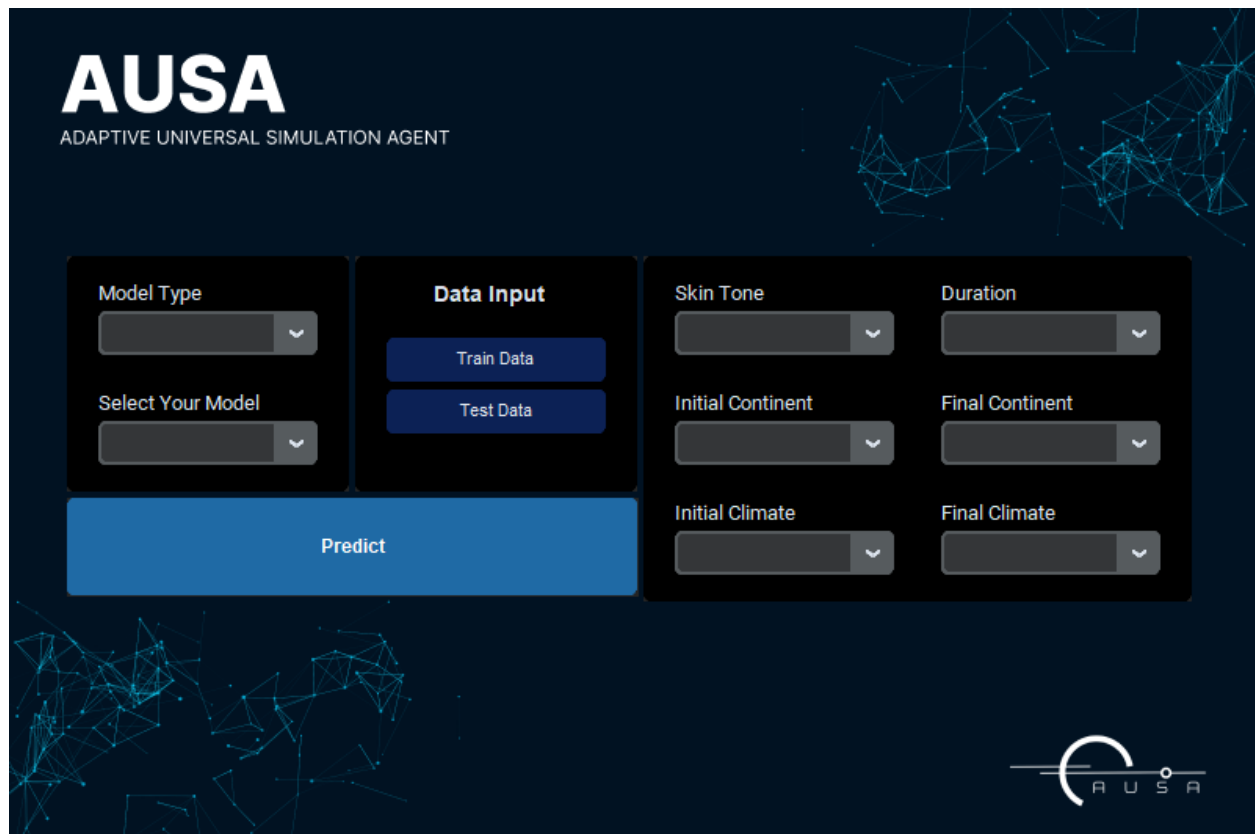 AUSA
ADAPTIVE UNIVERSAL SIMULATION AGENT
Model Type
Select Your Model
Data Input
Train Data
Test Data
Predict
Skin Tone
Duration
Initial Continent
Final Continent
Initial Climate
Final Climate
AUSA